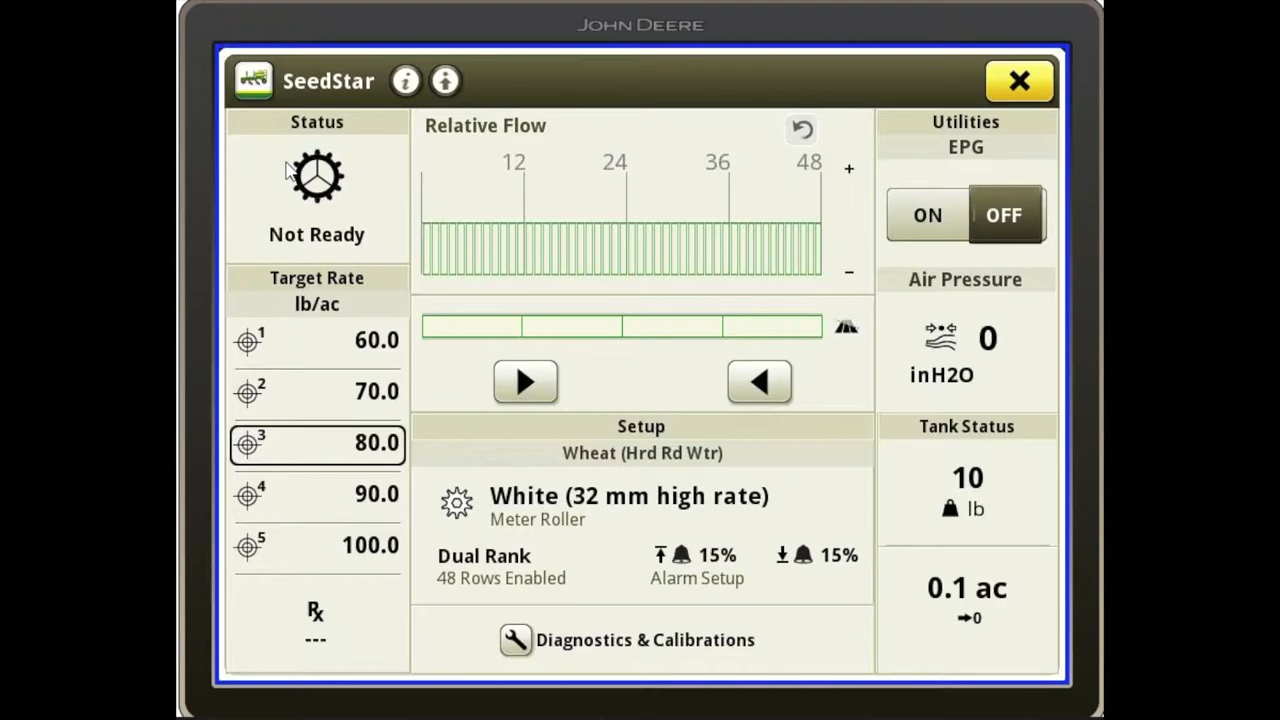 JOHN DEERE
SeedStar
Status
Not Ready
Target Rate
lb/ac
1 60.0
2 70.0
3 80.0
4 90.0
5 100.0
Rx
---
Relative Flow
12 24 36 48
+
−
Setup
Wheat (Hrd Rd Wtr)
White (32 mm high rate)
Meter Roller
Dual Rank
48 Rows Enabled
15% 15%
Alarm Setup
Diagnostics & Calibrations
Utilities
EPG
ON OFF
Air Pressure
0
inH2O
Tank Status
10
lb
0.1 ac
➔0